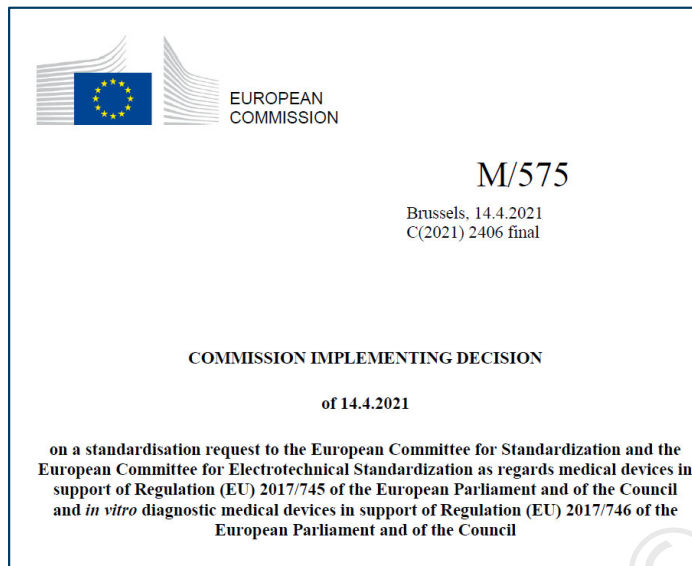 EUROPEAN
COMMISSION
M/575
Brussels, 14.4.2021
C(2021) 2406 final
COMMISSION IMPLEMENTING DECISION
of 14.4.2021
on a standardisation request to the European Committee for Standardization and the
European Committee for Electrotechnical Standardization as regards medical devices in
support of Regulation (EU) 2017/745 of the European Parliament and of the Council
and in vitro diagnostic medical devices in support of Regulation (EU) 2017/746 of the
European Parliament and of the Council